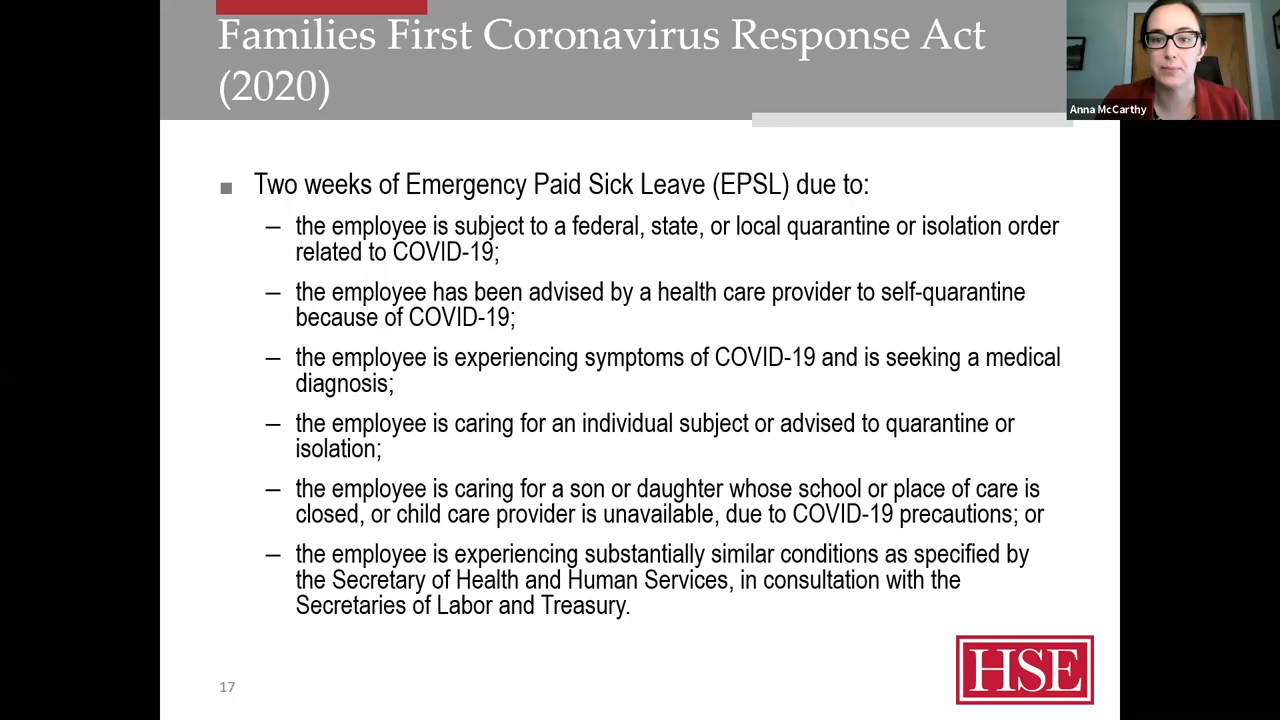 Families First Coronavirus Response Act
(2020)
Anna McCarthy
■ Two weeks of Emergency Paid Sick Leave (EPSL) due to:
– the employee is subject to a federal, state, or local quarantine or isolation order
related to COVID-19;
– the employee has been advised by a health care provider to self-quarantine
because of COVID-19;
– the employee is experiencing symptoms of COVID-19 and is seeking a medical
diagnosis;
– the employee is caring for an individual subject or advised to quarantine or
isolation;
– the employee is caring for a son or daughter whose school or place of care is
closed, or child care provider is unavailable, due to COVID-19 precautions; or
– the employee is experiencing substantially similar conditions as specified by
the Secretary of Health and Human Services, in consultation with the
Secretaries of Labor and Treasury.
17
HSE